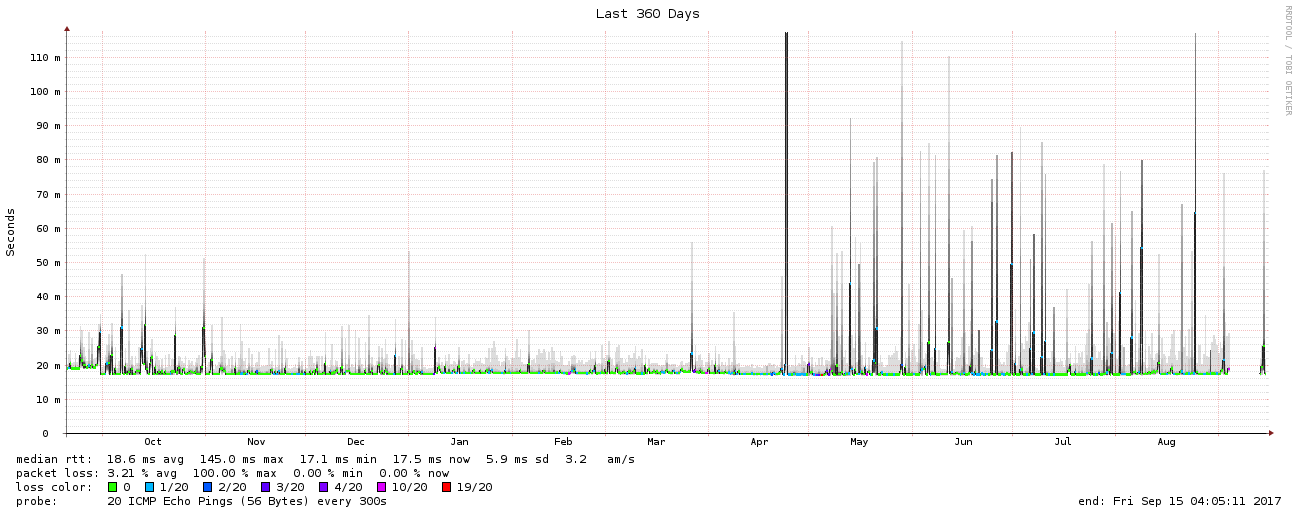 Last 360 Days
RRDTOOL / TOBI OETIKER
Seconds
110 m
100 m
90 m
80 m
70 m
60 m
50 m
40 m
30 m
20 m
10 m
0
Oct Nov Dec Jan Feb Mar Apr May Jun Jul Aug
median rtt: 18.6 ms avg 145.0 ms max 17.1 ms min 17.5 ms now 5.9 ms sd 3.2 am/s
packet loss: 3.21 % avg 100.00 % max 0.00 % min 0.00 % now
loss color: 0 1/20 2/20 3/20 4/20 10/20 19/20
probe: 20 ICMP Echo Pings (56 Bytes) every 300s end: Fri Sep 15 04:05:11 2017